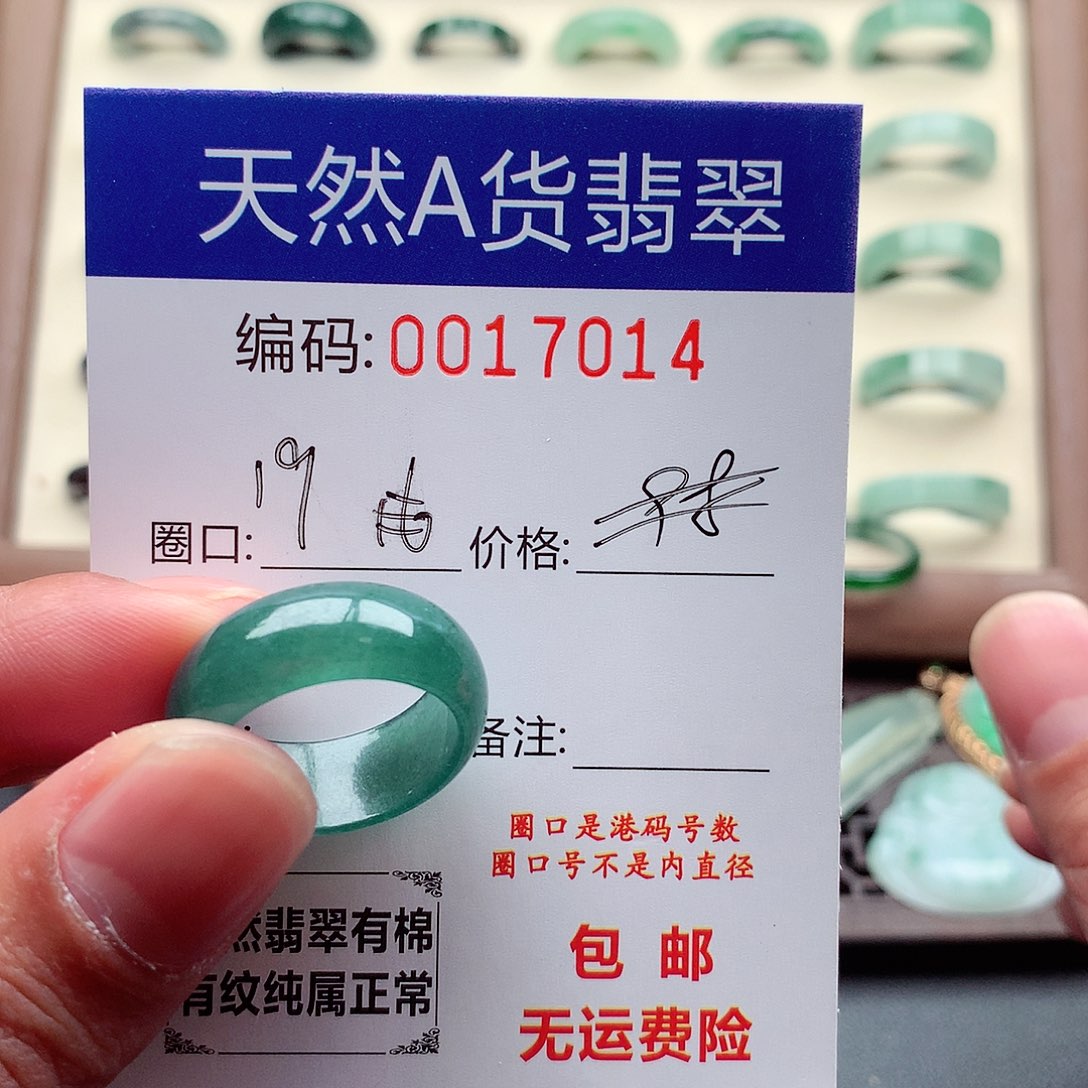 天然A货翡翠
编码:0017014
圈口: 19 价格:
备注:
圈口是港码号数
圈口号不是内直径
然翡翠有棉
有纹纯属正常
包 邮
无运费险